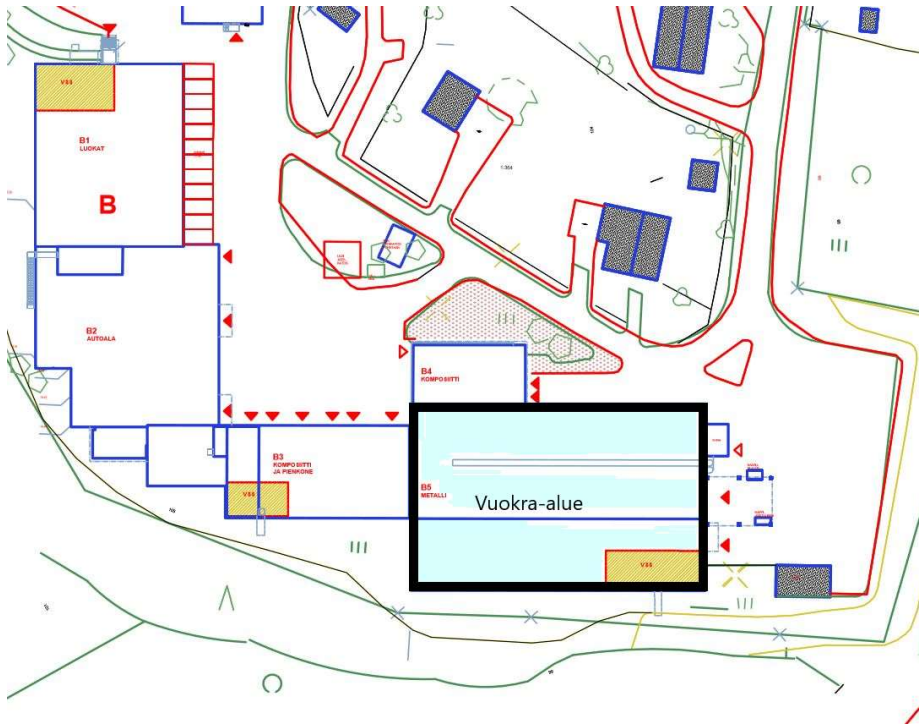 VSS
B1
LUOKAT
B
B2
AUTOALA
B4
KOMPOSIITTI
B3
KOMPOSIITTI
JA PIENKONE
VSS
B5
METALLI
Vuokra-alue
VSS